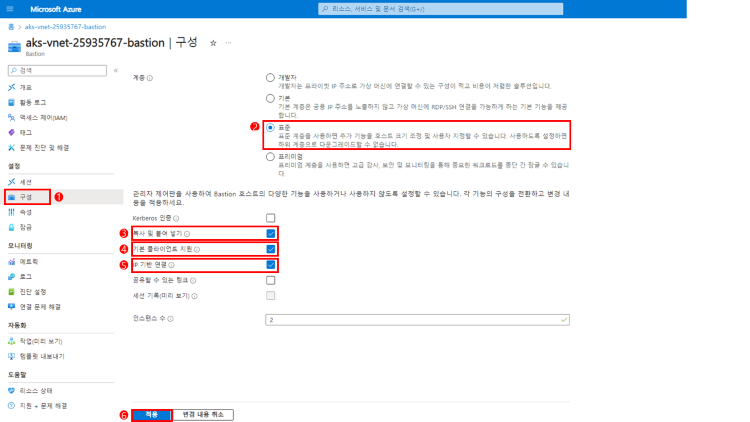 Microsoft Azure
리소스, 서비스 및 문서 검색(G+/)
홈 > aks-vnet-25935767-bastion
aks-vnet-25935767-bastion | 구성 ☆ ...
Bastion
검색
«
개요
활동 로그
액세스 제어(IAM)
태그
문제 진단 및 해결
설정
세션
구성 1
속성
잠금
모니터링
메트릭
로그
진단 설정
연결 문제 해결
자동화
작업(미리 보기)
템플릿 내보내기
도움말
리소스 상태
지원 + 문제 해결
계층
개발자
개발자는 프라이빗 IP 주소로 가상 머신에 연결할 수 있는 구성이 적고 비용이 저렴한 솔루션입니다.
기본
기본 계층은 공용 IP 주소를 노출하지 않고 가상 머신에 RDP/SSH 연결을 가능하게 하는 기본 기능을 제공
합니다.
2 표준
표준 계층을 사용하면 추가 기능을 호스트 크기 조정 및 사용자 지정할 수 있습니다. 사용하도록 설정하면
하위 계층으로 다운그레이드할 수 없습니다.
프리미엄
프리미엄 계층을 사용하면 고급 감사, 보안 및 모니터링을 통해 중요한 워크로드를 중단 간 잠글 수 있습니
다.
관리자 제어판을 사용하여 Bastion 호스트의 다양한 기능을 사용하거나 사용하지 않도록 설정할 수 있습니다. 각 기능의 구성을 전환하고 변경 내
용을 적용하세요.
Kerberos 인증
3 복사 및 붙여 넣기
4 기본 클라이언트 지원
5 IP 기반 연결
공유할 수 있는 링크
세션 기록(미리 보기)
인스턴스 수
2
6 적용
변경 내용 취소